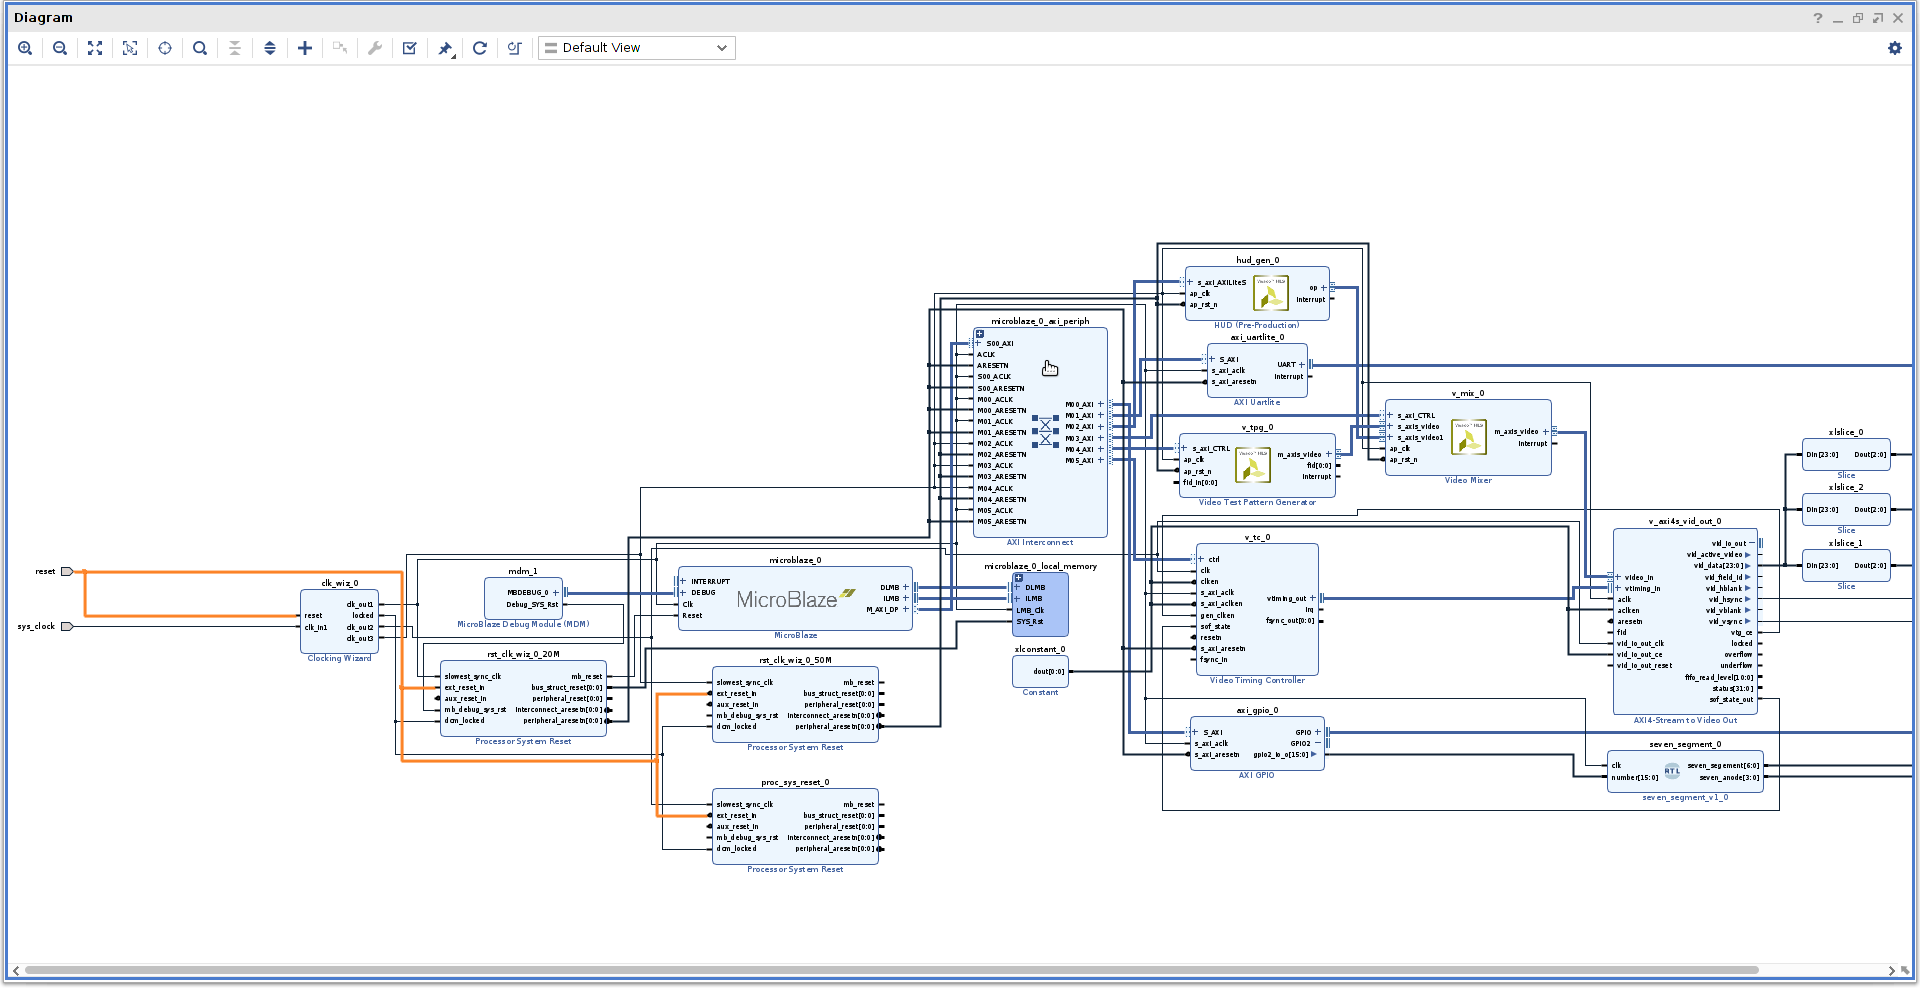 Diagram
Default View
reset
sys_clock
clk_wiz_0
reset
clk_in1
clk_out1
locked
clk_out2
clk_out3
Clocking Wizard
mdm_1
MBDEBUG_0
Debug_SYS_Rst
MicroBlaze Debug Module (MDM)
rst_clk_wiz_0_20M
slowest_sync_clk
ext_reset_in
aux_reset_in
mb_debug_sys_rst
dcm_locked
mb_reset
bus_struct_reset[0:0]
peripheral_reset[0:0]
interconnect_aresetn[0:0]
peripheral_aresetn[0:0]
Processor System Reset
microblaze_0
INTERRUPT
DEBUG
Clk
Reset
MicroBlaze
DLMB
ILMB
M_AXI_DP
MicroBlaze
rst_clk_wiz_0_50M
slowest_sync_clk
ext_reset_in
aux_reset_in
mb_debug_sys_rst
dcm_locked
mb_reset
bus_struct_reset[0:0]
peripheral_reset[0:0]
interconnect_aresetn[0:0]
peripheral_aresetn[0:0]
Processor System Reset
proc_sys_reset_0
slowest_sync_clk
ext_reset_in
aux_reset_in
mb_debug_sys_rst
dcm_locked
mb_reset
bus_struct_reset[0:0]
peripheral_reset[0:0]
interconnect_aresetn[0:0]
peripheral_aresetn[0:0]
Processor System Reset
microblaze_0_axi_periph
S00_AXI
ACLK
ARESETN
S00_ACLK
S00_ARESETN
M00_ACLK
M00_ARESETN
M01_ACLK
M01_ARESETN
M02_ACLK
M02_ARESETN
M03_ACLK
M03_ARESETN
M04_ACLK
M04_ARESETN
M05_ACLK
M05_ARESETN
M00_AXI
M01_AXI
M02_AXI
M03_AXI
M04_AXI
M05_AXI
AXI Interconnect
microblaze_0_local_memory
DLMB
ILMB
LMB_Clk
SYS_Rst
xlconstant_0
dout[0:0]
Constant
hud_gen_0
s_axi_AXILiteS
ap_clk
ap_rst_n
op
interrupt
HUD (Pre-Production)
axi_uartlite_0
S_AXI
s_axi_aclk
s_axi_aresetn
UART
interrupt
AXI Uartlite
v_tpg_0
s_axi_CTRL
ap_clk
ap_rst_n
fid_in[0:0]
m_axis_video
fid[0:0]
interrupt
Video Test Pattern Generator
v_tc_0
ctrl
clk
clken
s_axi_aclk
s_axi_aclken
gen_clken
sof_state
resetn
s_axi_aresetn
fsync_in
vtiming_out
irq
fsync_out[0:0]
Video Timing Controller
axi_gpio_0
S_AXI
s_axi_aclk
s_axi_aresetn
GPIO
GPIO2
gpio2_io_o[15:0]
AXI GPIO
v_mix_0
s_axi_CTRL
s_axis_video
s_axis_video1
ap_clk
ap_rst_n
m_axis_video
interrupt
Video Mixer
v_axi4s_vid_out_0
video_in
vtiming_in
aclk
aclken
aresetn
fid
vid_io_out_clk
vid_io_out_ce
vid_io_out_reset
vid_io_out
vid_active_video
vid_data[23:0]
vid_field_id
vid_hblank
vid_hsync
vid_vblank
vid_vsync
vtg_ce
locked
overflow
underflow
fifo_read_level[10:0]
status[31:0]
sof_state_out
AXI4-Stream to Video Out
seven_segment_0
clk
number[15:0]
RTL
seven_segement[6:0]
seven_anode[3:0]
seven_segment_v1_0
xlslice_0
Din[23:0]
Dout[2:0]
Slice
xlslice_2
Din[23:0]
Dout[2:0]
Slice
xlslice_1
Din[23:0]
Dout[2:0]
Slice